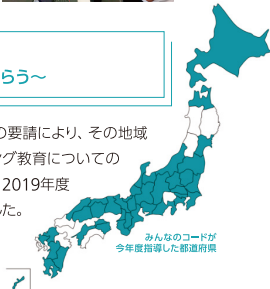 らう〜
の要請により、その地域
グ教育についての
2019年度
た。
みんなのコードが
今年度指導した都道府県